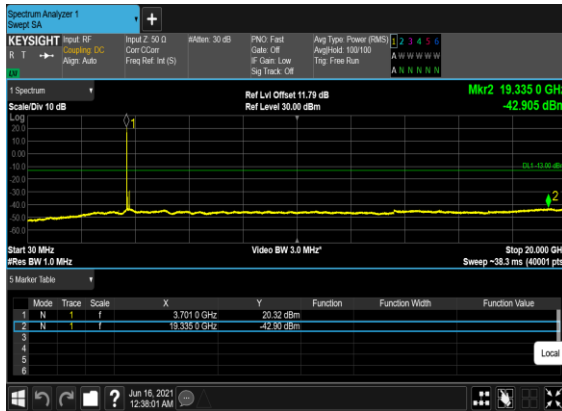 Spectrum Analyzer 1
Swept SA
KEYSIGHT Input: RF Input Z: 50 Ω #Atten: 30 dB PNO: Fast Avg Type: Power (RMS) 1 2 3 4 5 6
R T Coupling: DC Corr CCorr Gate: Off Avg|Hold: 100/100 A W W W W W
Align: Auto Freq Ref: Int (S) IF Gain: Low Trig: Free Run
Sig Track: Off A N N N N N
1 Spectrum Ref Lvl Offset 11.79 dB Mkr2 19.335 0 GHz
Scale/Div 10 dB Ref Level 30.00 dBm -42.905 dBm
Log
1
20.0
10.0
0.00
-10.0 DL1 -13.00 dBm
-20.0
-30.0
2
-40.0
-50.0
-60.0
Start 30 MHz Video BW 3.0 MHz* Stop 20.000 GHz
#Res BW 1.0 MHz Sweep ~38.3 ms (40001 pts)
5 Marker Table
Mode Trace Scale X Y Function Function Width Function Value
1 N 1 f 3.701 0 GHz 20.32 dBm
2 N 1 f 19.335 0 GHz -42.90 dBm
3
4
5
6
Local
? Jun 16, 2021
12:38:01 AM